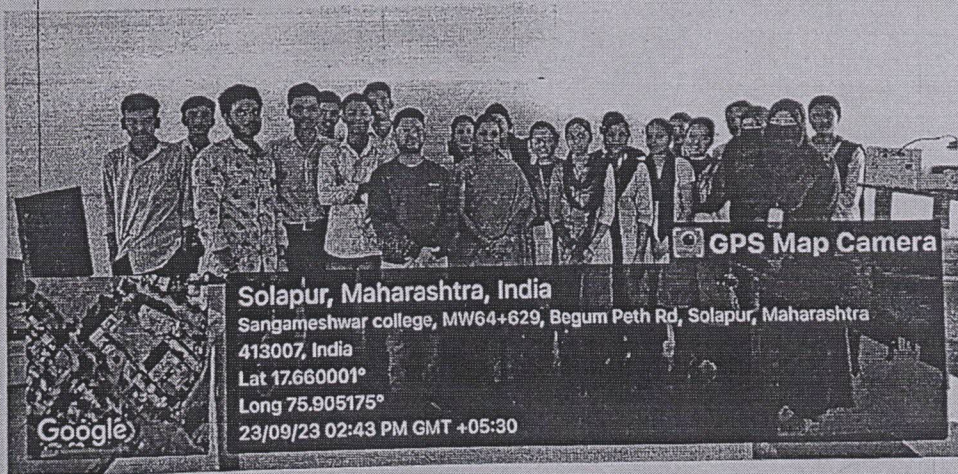 GPS Map Camera
Solapur, Maharashtra, India
Sangameshwar college, MW64+629, Begum Peth Rd, Solapur, Maharashtra
413007, India
Lat 17.660001°
Long 75.905175°
23/09/23 02:43 PM GMT +05:30
Google